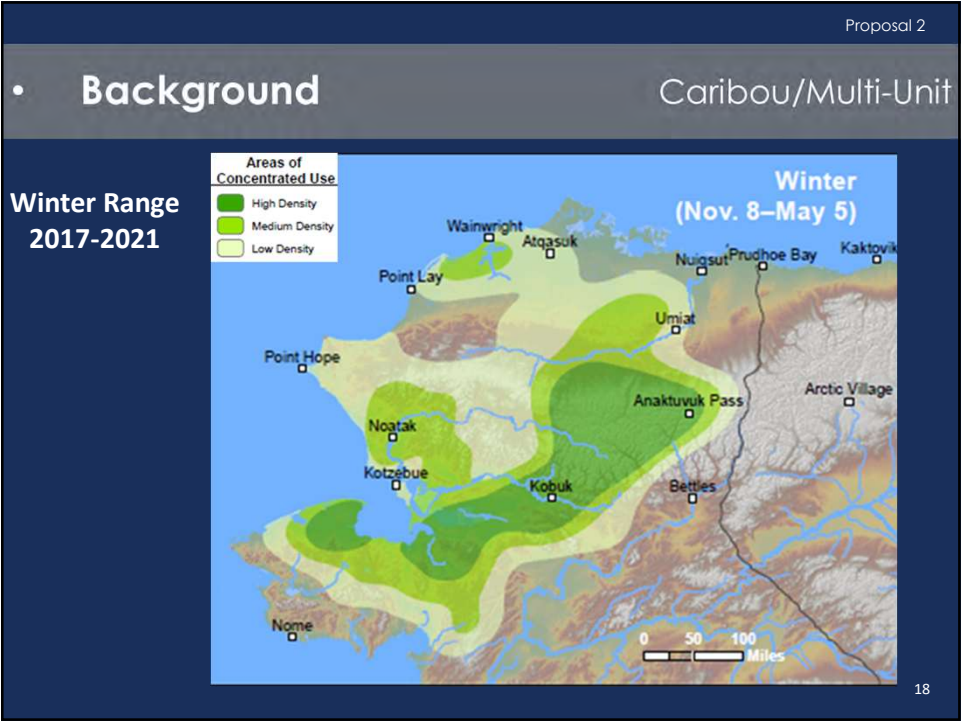 Proposal 2
• Background
Caribou/Multi-Unit
Winter Range
2017-2021
Areas of
Concentrated Use
High Density
Medium Density
Low Density
Winter
(Nov. 8–May 5)
Wainwright
Atqasuk
Nuiqsut
Prudhoe Bay
Kaktovik
Point Lay
Umiat
Point Hope
Anaktuvuk Pass
Arctic Village
Noatak
Kotzebue
Kobuk
Bettles
Nome
0 50 100
Miles
18